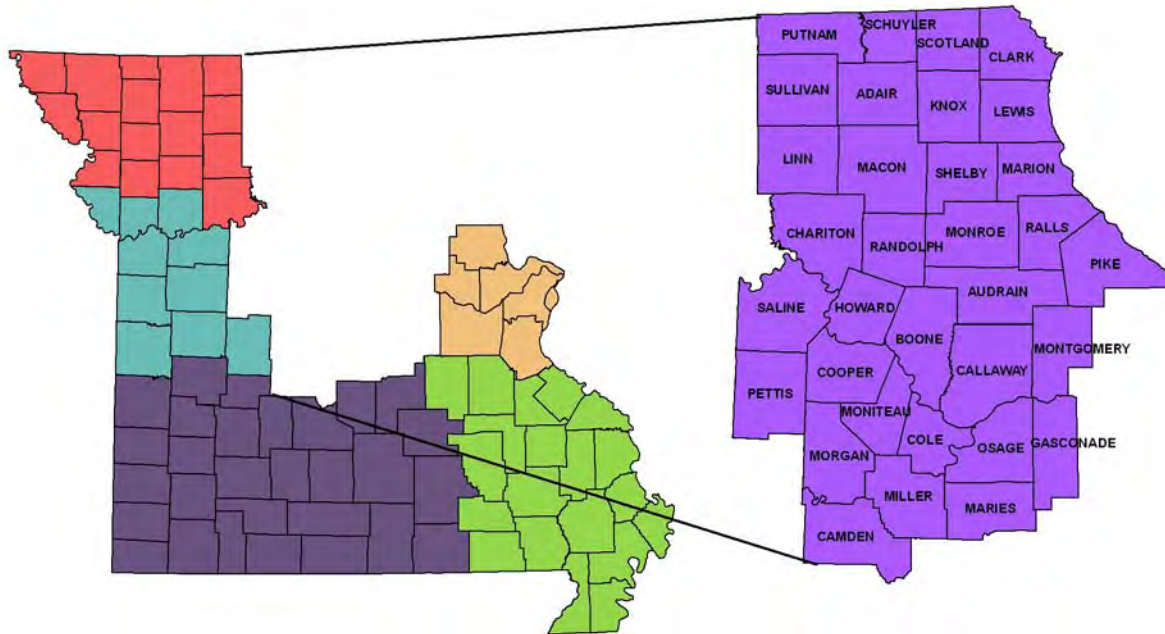 PUTNAM
SCHUYLER
SCOTLAND
CLARK
SULLIVAN
ADAIR
KNOX
LEWIS
LINN
MACON
SHELBY
MARION
CHARITON
RANDOLPH
MONROE
RALLS
PIKE
SALINE
HOWARD
AUDRAIN
BOONE
MONTGOMERY
COOPER
CALLAWAY
PETTIS
MONITEAU
COLE
OSAGE
GASCONADE
MORGAN
MILLER
MARIES
CAMDEN